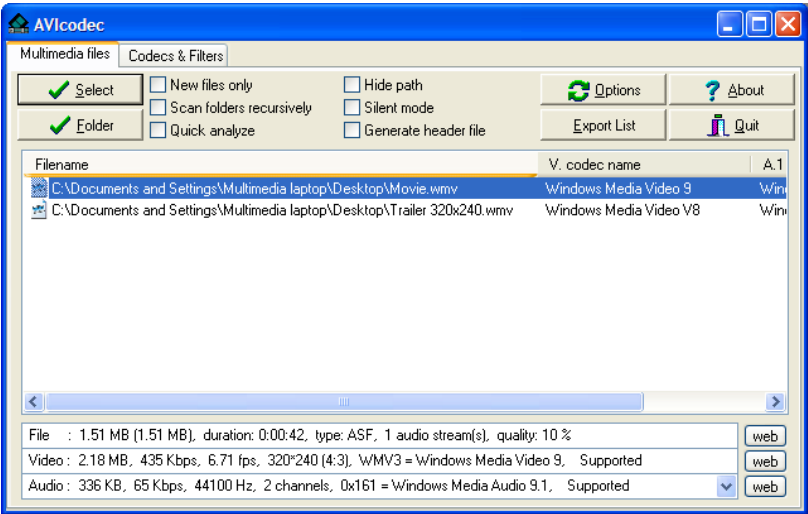 AVIcodec
Multimedia files Codecs & Filters
Select New files only Hide path Options About
Scan folders recursively Silent mode
Folder Quick analyze Generate header file Export List Quit
Filename V. codec name A.1
C:\Documents and Settings\Multimedia laptop\Desktop\Movie.wmv Windows Media Video 9 Win
C:\Documents and Settings\Multimedia laptop\Desktop\Trailer 320x240.wmv Windows Media Video V8 Win
File : 1.51 MB (1.51 MB), duration: 0:00:42, type: ASF, 1 audio stream(s), quality: 10 % web
Video : 2.18 MB, 435 Kbps, 6.71 fps, 320*240 (4:3), WMV3 = Windows Media Video 9, Supported web
Audio : 336 KB, 65 Kbps, 44100 Hz, 2 channels, 0x161 = Windows Media Audio 9.1, Supported web